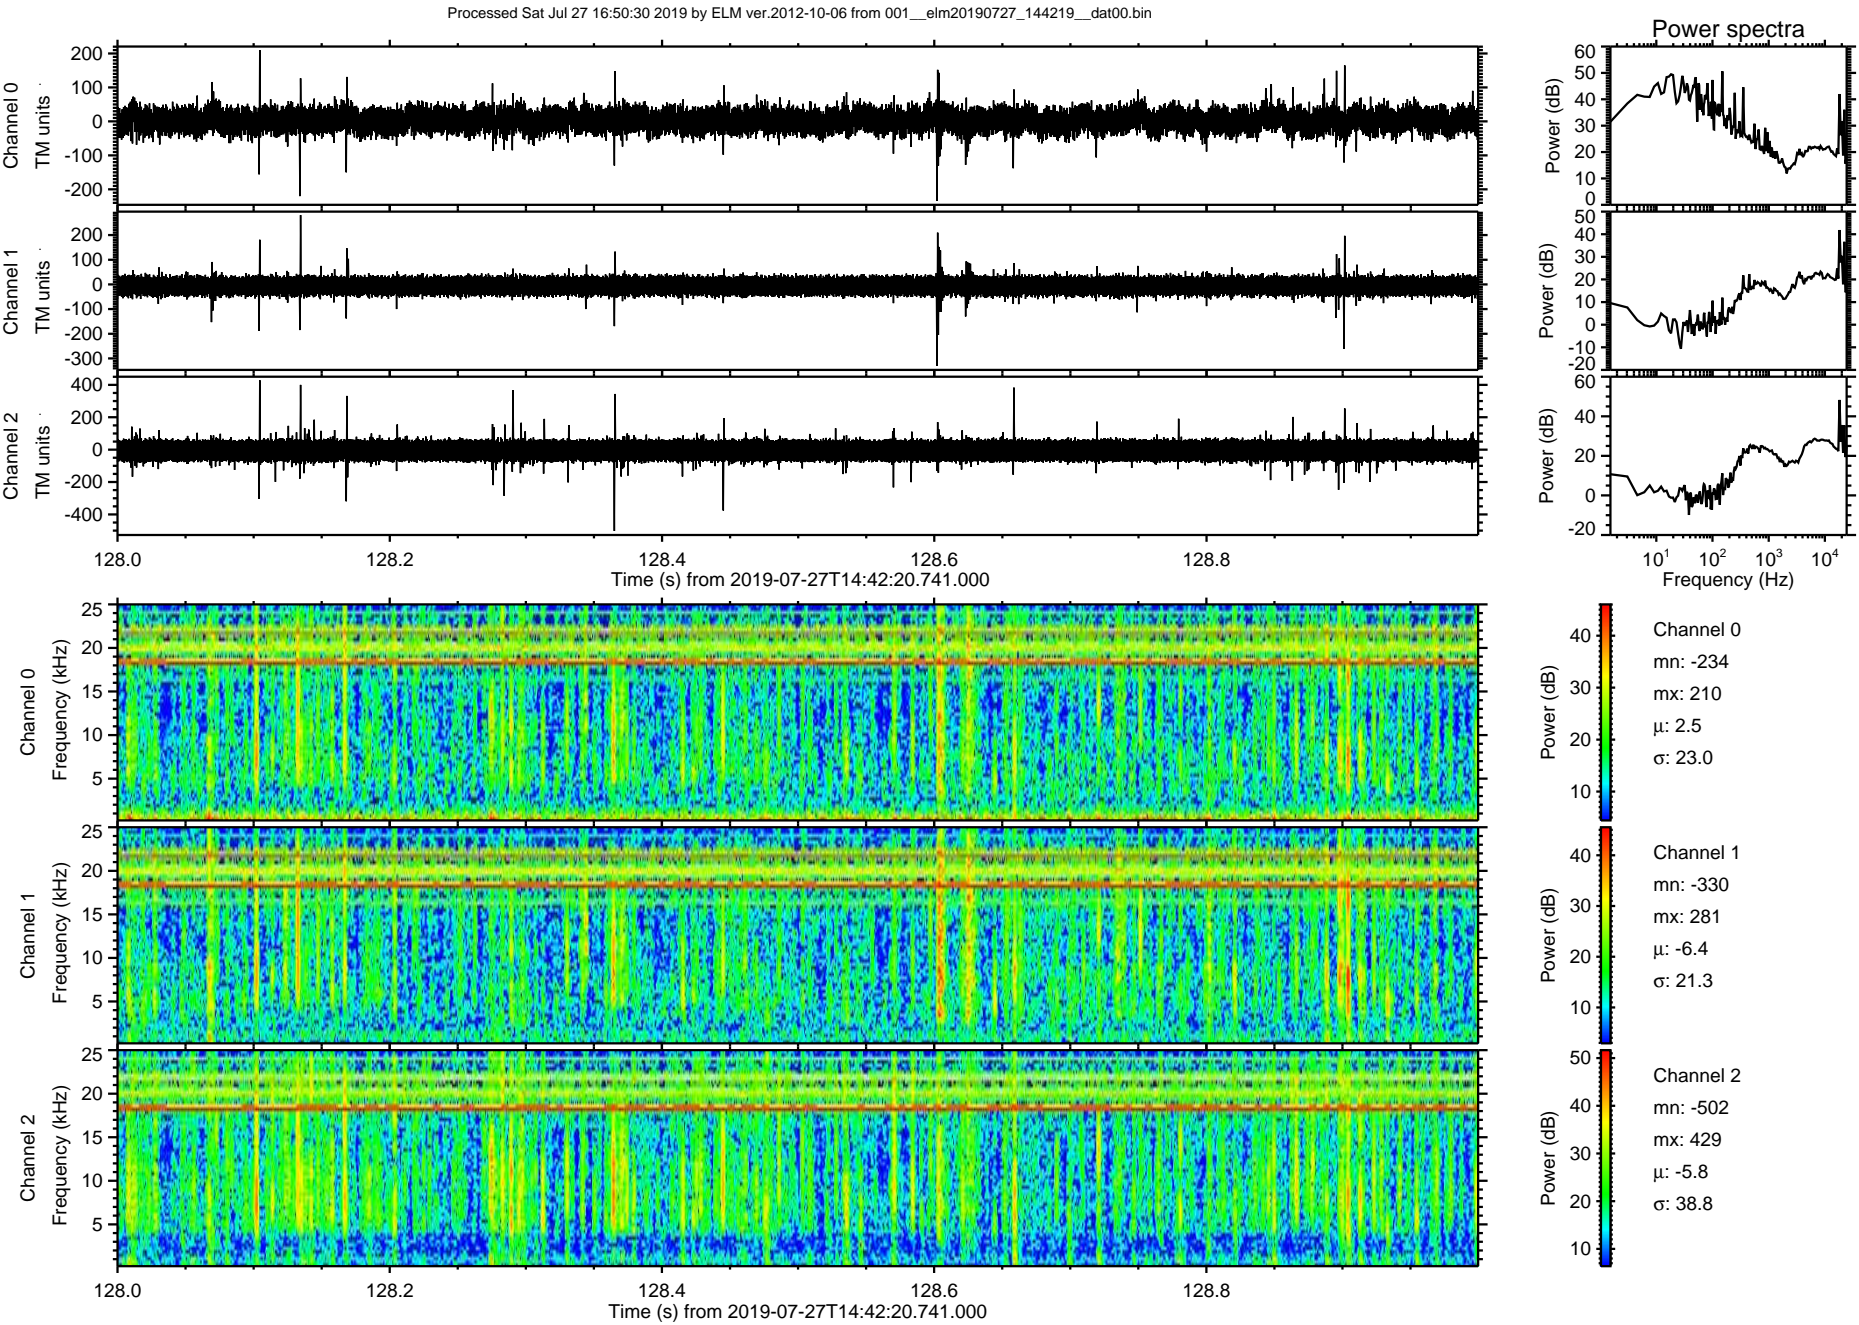 Processed Sat Jul 27 16:50:30 2019 by ELM ver.2012-10-06 from 001__elm20190727_144219__dat00.bin
Power spectra
Channel 0
TM units
200
100
0
-100
-200
Power (dB)
60
50
40
30
20
10
0
Channel 1
TM units
200
100
0
-100
-200
-300
Power (dB)
50
40
30
20
10
0
-10
-20
Channel 2
TM units
400
200
0
-200
-400
Power (dB)
60
40
20
0
-20
128.0 128.2 128.4 128.6 128.8
Time (s) from 2019-07-27T14:42:20.741.000
10^1 10^2 10^3 10^4
Frequency (Hz)
Channel 0
Frequency (kHz)
25
20
15
10
5
Power (dB)
40
30
20
10
Channel 0
mn: -234
mx: 210
μ: 2.5
σ: 23.0
Channel 1
Frequency (kHz)
25
20
15
10
5
Power (dB)
40
30
20
10
Channel 1
mn: -330
mx: 281
μ: -6.4
σ: 21.3
Channel 2
Frequency (kHz)
25
20
15
10
5
Power (dB)
50
40
30
20
10
Channel 2
mn: -502
mx: 429
μ: -5.8
σ: 38.8
128.0 128.2 128.4 128.6 128.8
Time (s) from 2019-07-27T14:42:20.741.000